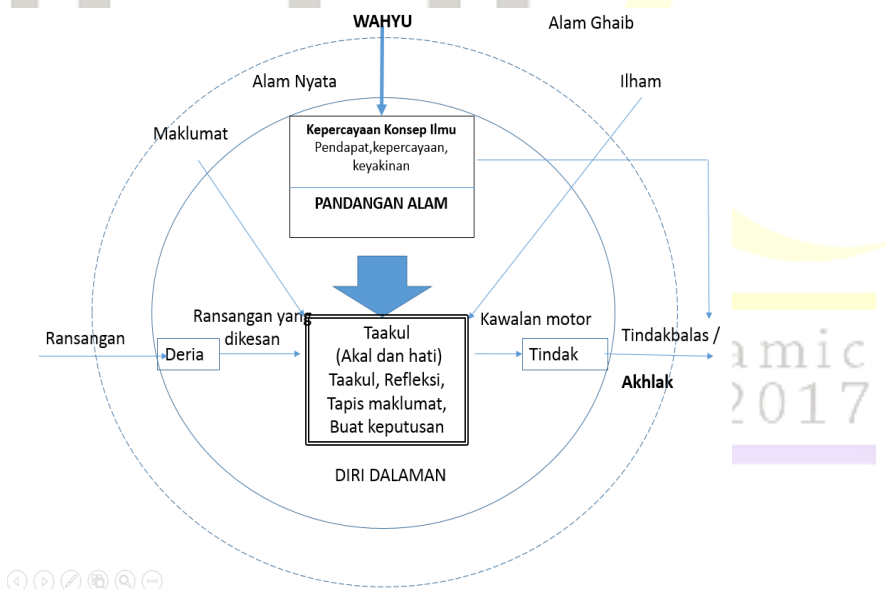 WAHYU
Alam Ghaib
Alam Nyata
Ilham
Maklumat
Kepercayaan Konsep Ilmu
Pendapat,kepercayaan,
keyakinan
PANDANGAN ALAM
Ransangan
Ransangan yang
dikesan
Deria
Taakul
(Akal dan hati)
Taakul, Refleksi,
Tapis maklumat,
Buat keputusan
Kawalan motor
Tindak
Tindakbalas /
Akhlak
DIRI DALAMAN
amic
2017